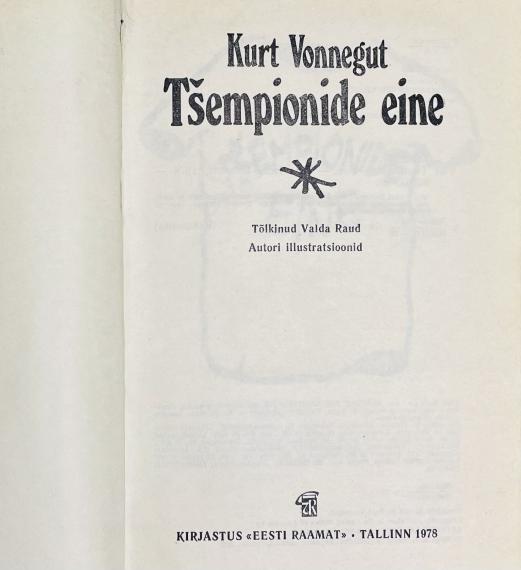 Kurt Vonnegut
Tšempionide eine
Tõlkinud Valda Raud
Autori illustratsioonid
KIRJASTUS «EESTI RAAMAT» • TALLINN 1978